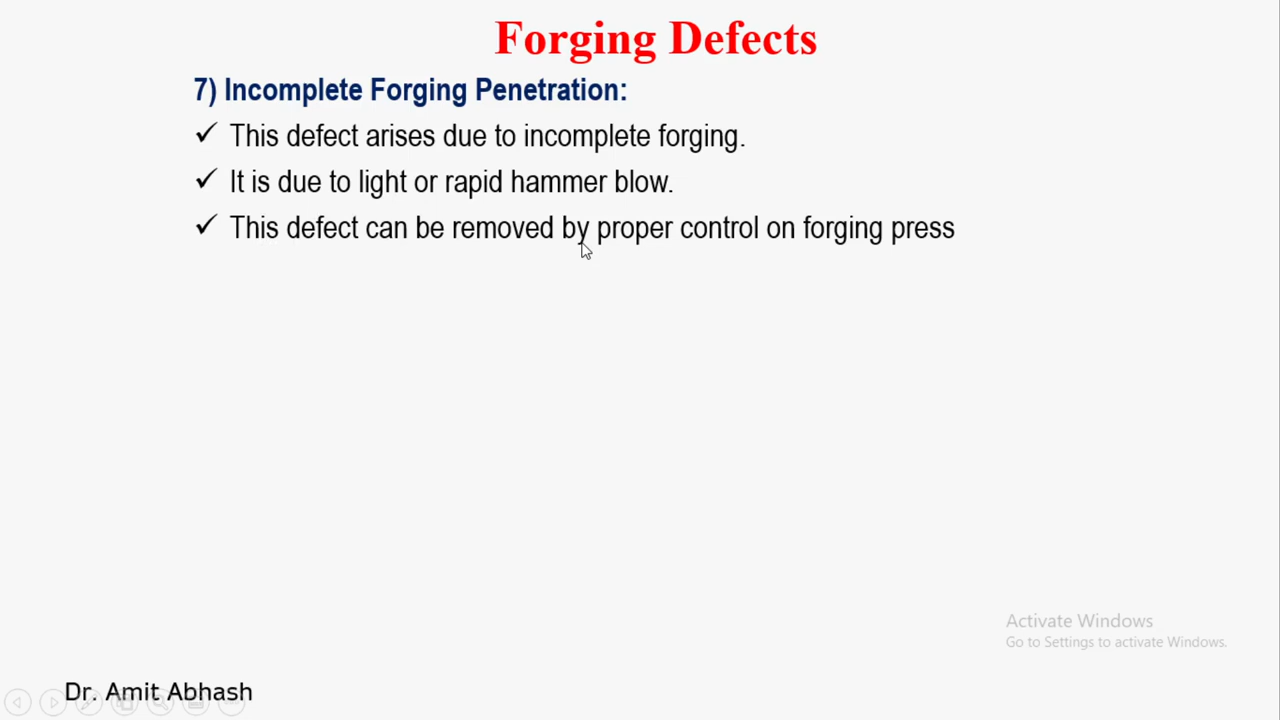 Forging Defects
7) Incomplete Forging Penetration:
✓ This defect arises due to incomplete forging.
✓ It is due to light or rapid hammer blow.
✓ This defect can be removed by proper control on forging press
Activate Windows
Go to Settings to activate Windows.
Dr. Amit Abhash